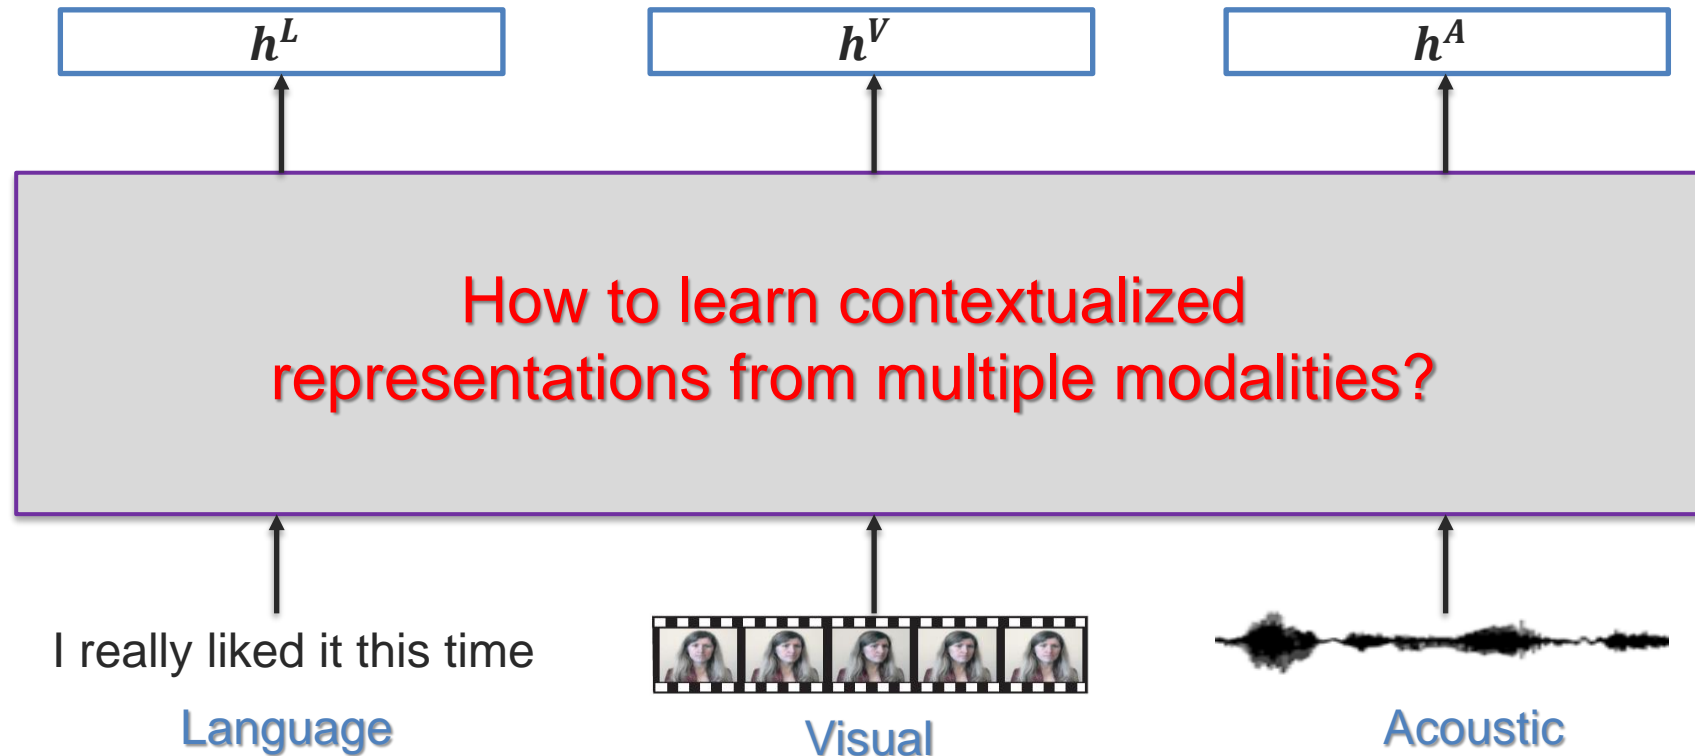 h^L h^V h^A
How to learn contextualized
representations from multiple modalities?
I really liked it this time
Language Visual Acoustic